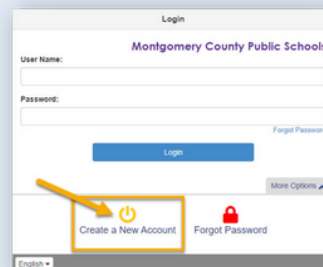 Login
Montgomery County Public Schools
User Name:
Password:
Forgot Password
Login
More Options
Create a New Account
Forgot Password
English